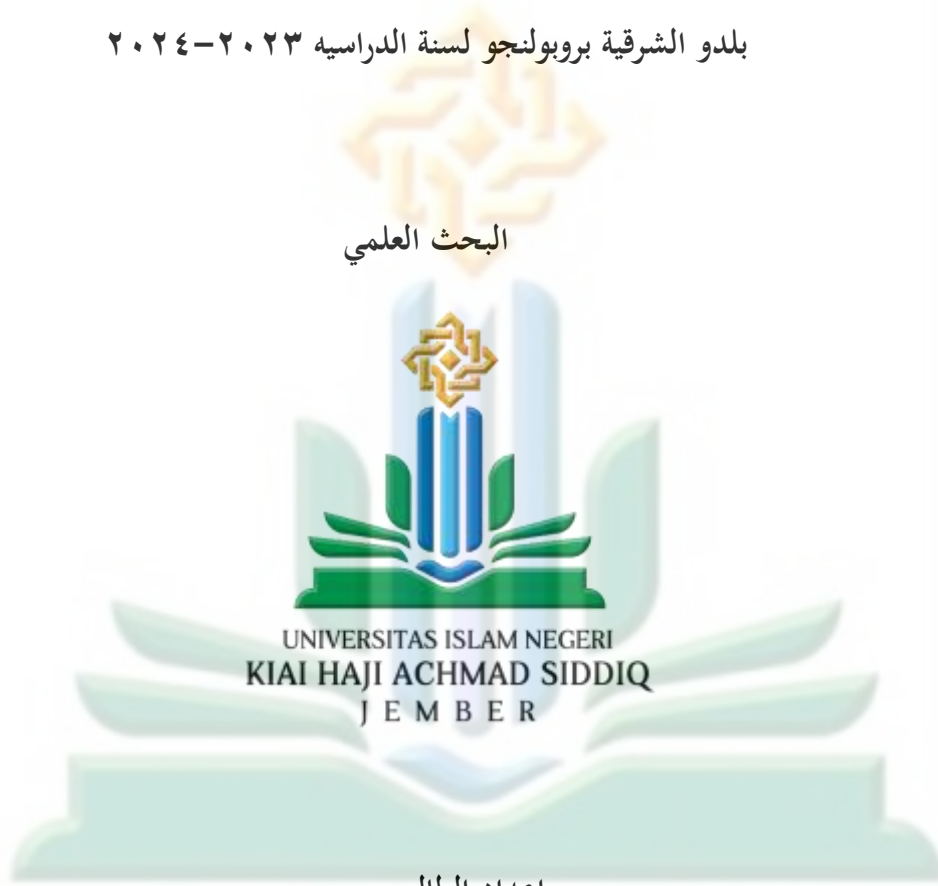 بلدو الشرقية بروبولنجو لسنة الدراسيه ٢٠٢٣-٢٠٢٤
البحث العلمي
UNIVERSITAS ISLAM NEGERI
KIAI HAJI ACHMAD SIDDIQ
JEMBER